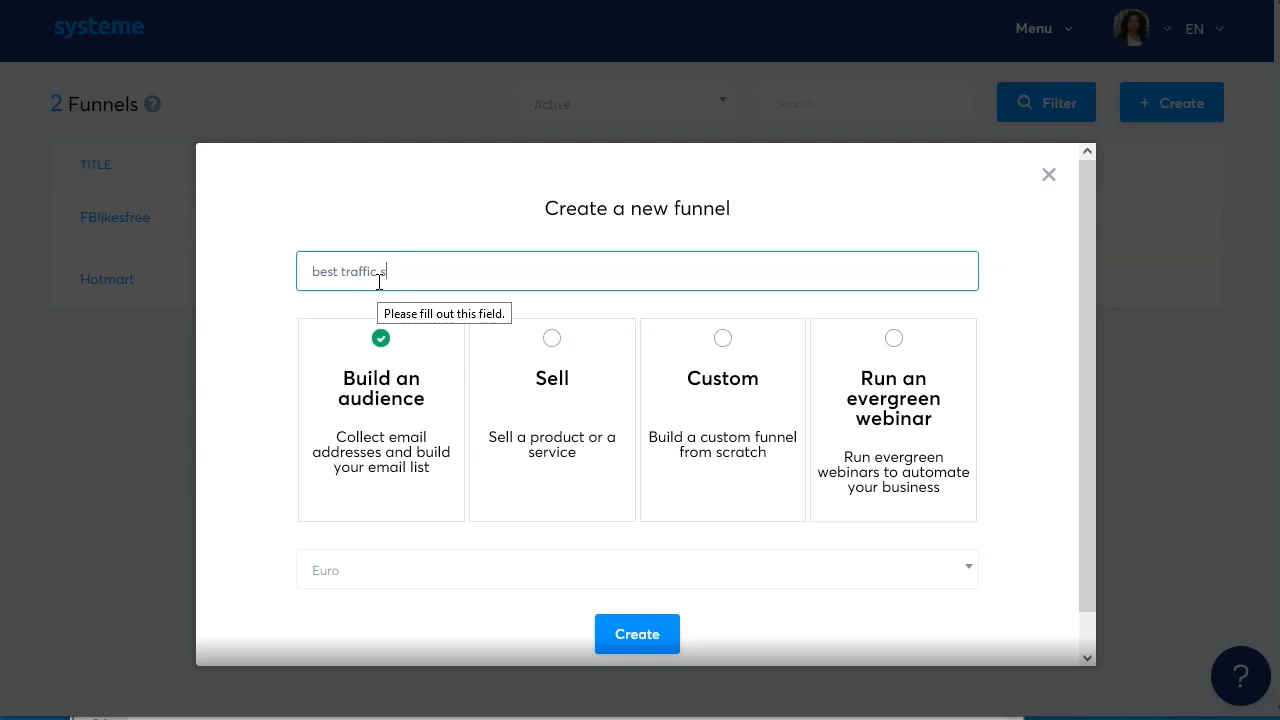 systeme
Menu
EN
2 Funnels ?
Active
search
Filter
+ Create
TITLE
FBlikesfree
Hotmart
Create a new funnel
best traffic s
Please fill out this field.
Build an
audience
Collect email
addresses and build
your email list
Sell
Sell a product or a
service
Custom
Build a custom funnel
from scratch
Run an
evergreen
webinar
Run evergreen
webinars to automate
your business
Euro
Create
?